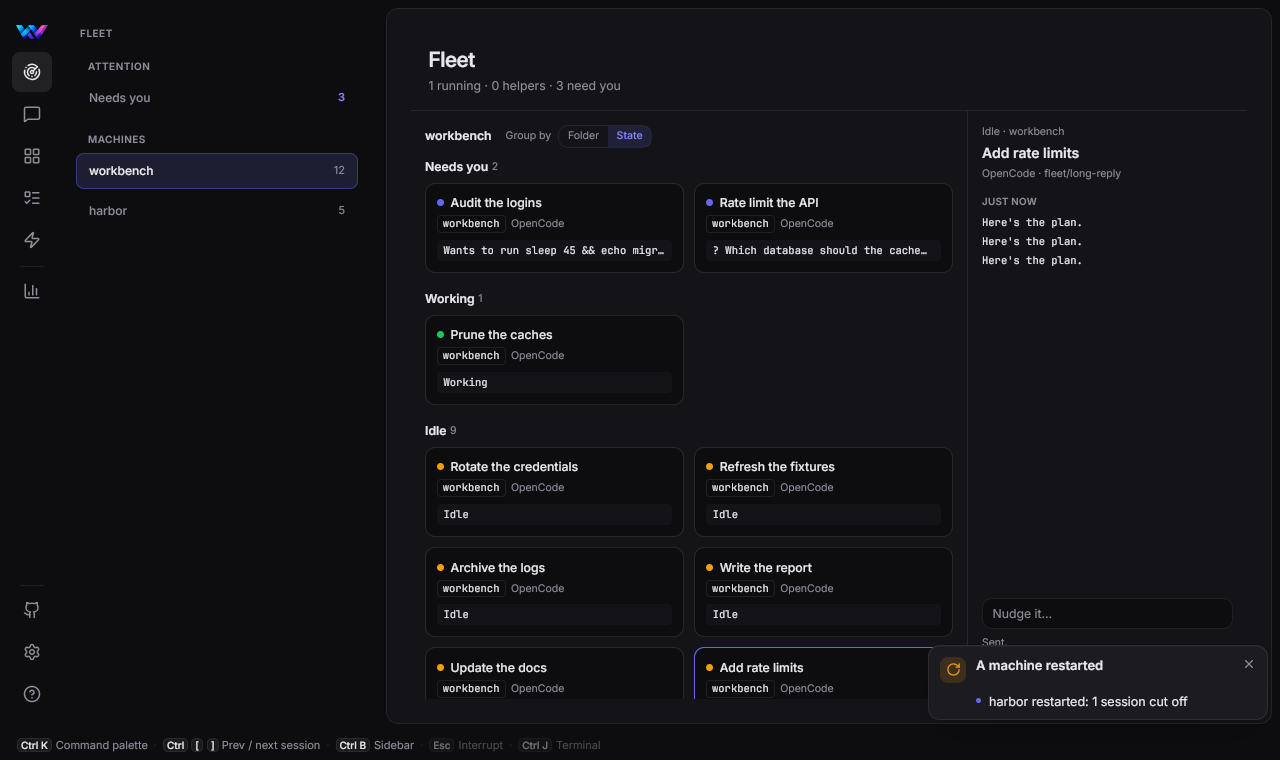 FLEET
ATTENTION
Needs you 3
MACHINES
workbench 12
harbor 5
Fleet
1 running · 0 helpers · 3 need you
workbench Group by Folder State
Needs you 2
Audit the logins
workbench OpenCode
Wants to run sleep 45 && echo migr…
Rate limit the API
workbench OpenCode
? Which database should the cache…
Working 1
Prune the caches
workbench OpenCode
Working
Idle 9
Rotate the credentials
workbench OpenCode
Idle
Refresh the fixtures
workbench OpenCode
Idle
Archive the logs
workbench OpenCode
Idle
Write the report
workbench OpenCode
Idle
Update the docs
workbench OpenCode
Add rate limits
workbench OpenCode
Idle · workbench
Add rate limits
OpenCode · fleet/long-reply
JUST NOW
Here's the plan.
Here's the plan.
Here's the plan.
Nudge it...
Sent.
A machine restarted
harbor restarted: 1 session cut off
Ctrl K Command palette · Ctrl [ ] Prev / next session · Ctrl B Sidebar · Esc Interrupt · Ctrl J Terminal